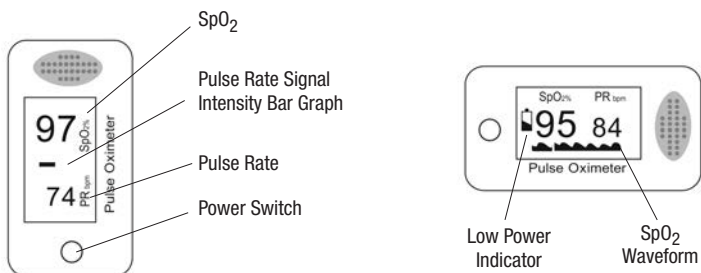 SpO₂
Pulse Rate Signal
Intensity Bar Graph
Pulse Rate
Power Switch
97 SpO₂%
74 PR bpm
Pulse Oximeter
SpO₂% PR bpm
95 84
Pulse Oximeter
Low Power
Indicator
SpO₂
Waveform